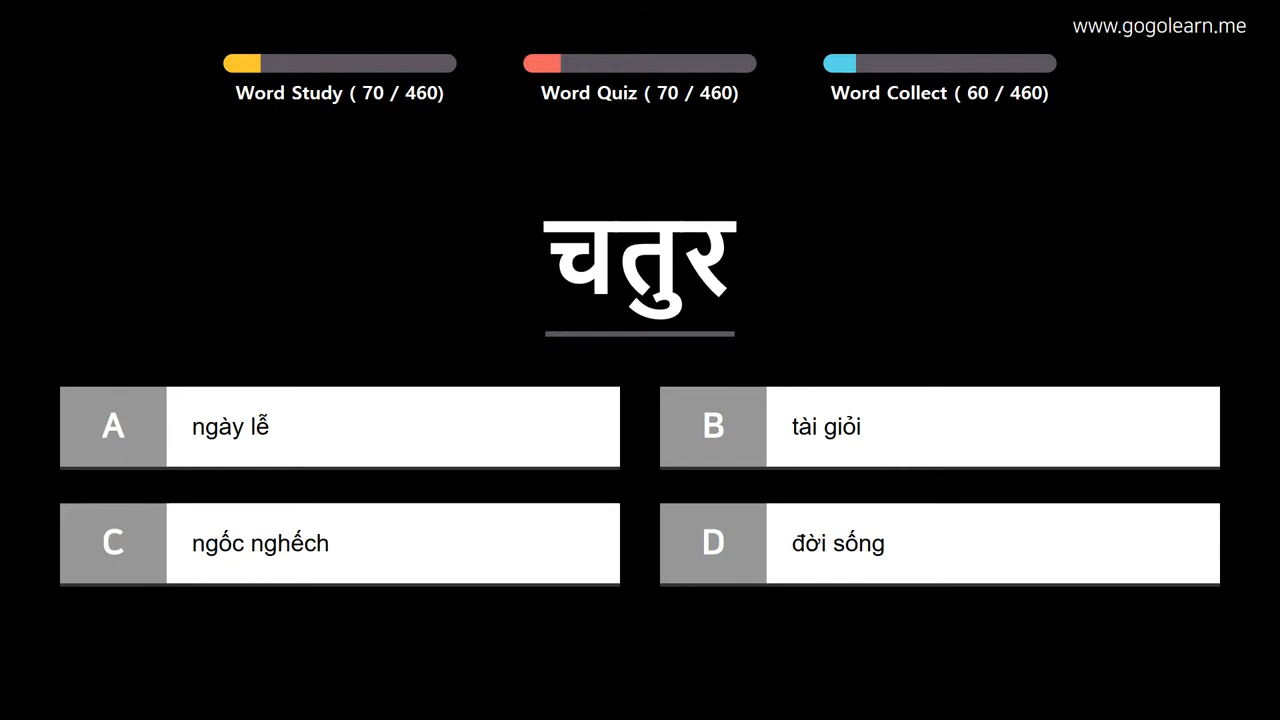 www.gogolearn.me
Word Study ( 70 / 460)
Word Quiz ( 70 / 460)
Word Collect ( 60 / 460)
चतुर
A ngày lễ
B tài giỏi
C ngốc nghếch
D đời sống